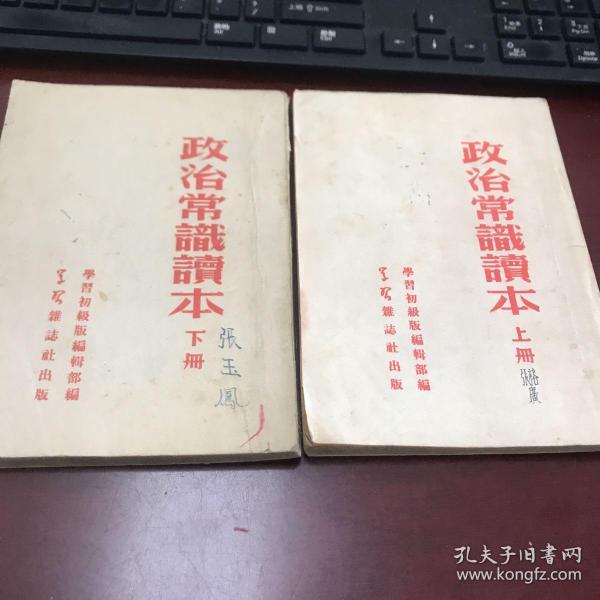 政治常識讀本
下册
學習初級版編輯部編
學習雜誌社出版
張玉鳳
政治常識讀本
上册
學習初級版編輯部編
學習雜誌社出版
孔夫子旧书网
www.kongfz.com